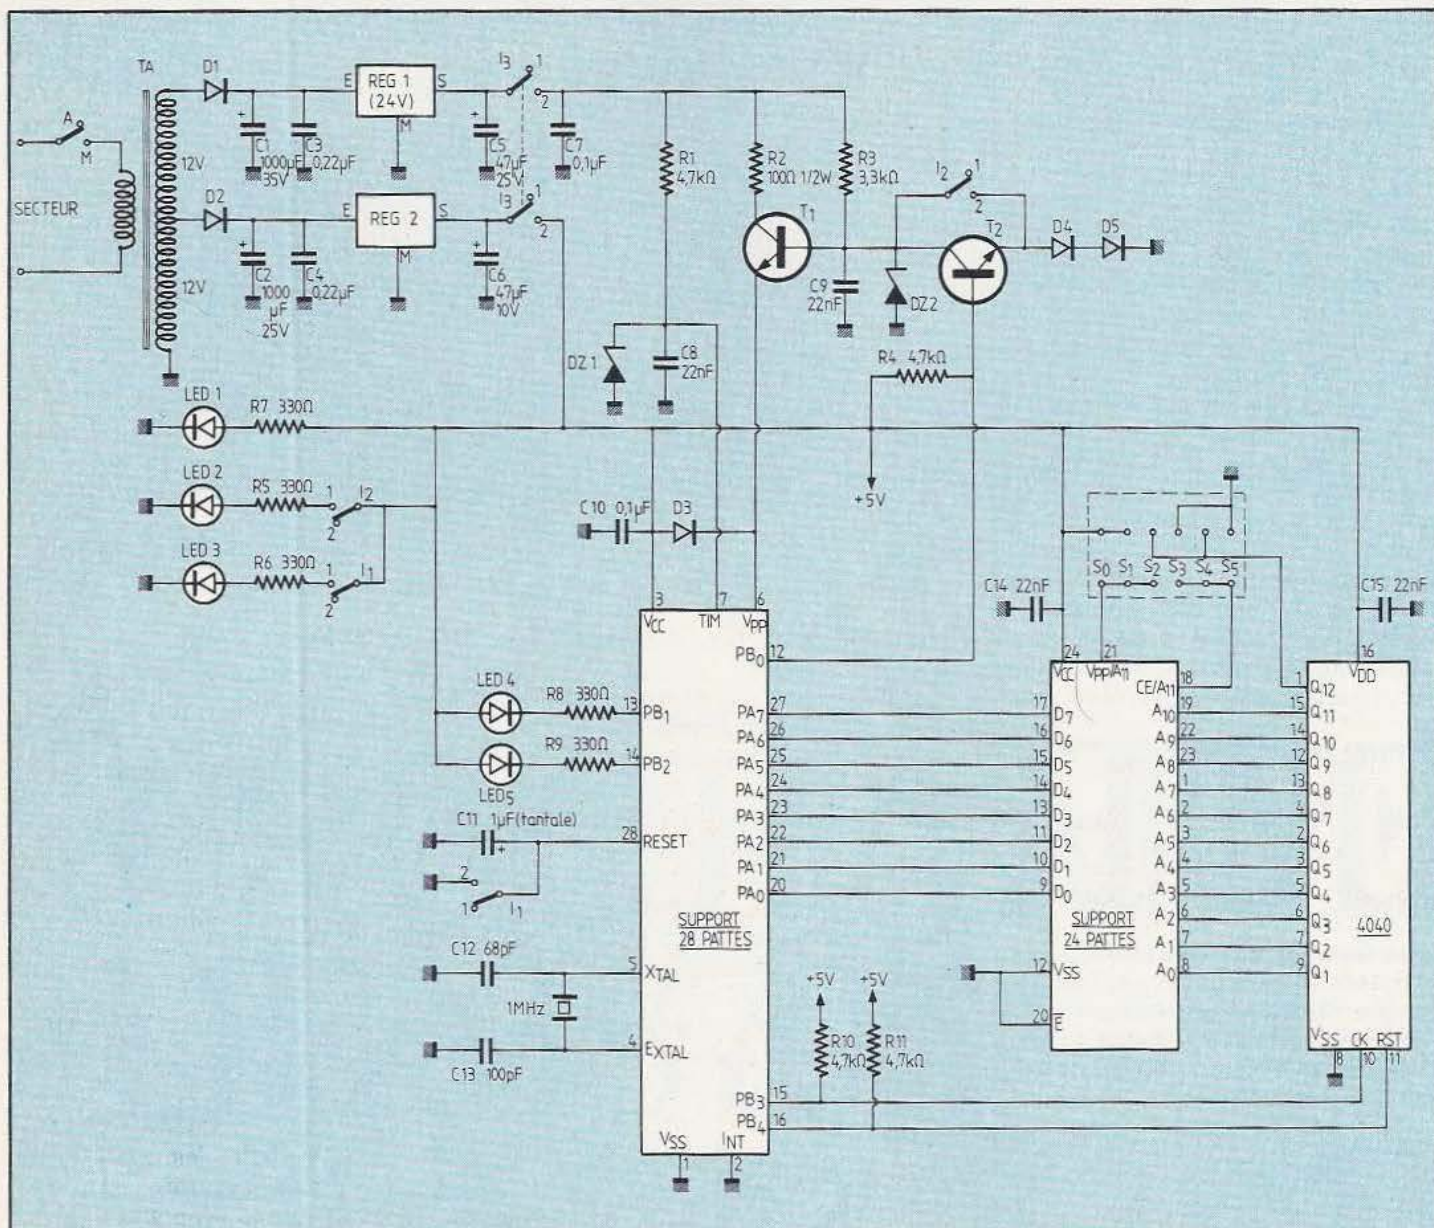 TA
D1
E
REG 1
(24V)
S
M
I3
1
2
A
M
SECTEUR
12V
12V
+
C1
1000µF
35V
C3
0,22µF
+
C5
47µF
25V
C7
0,1µF
D2
E
REG 2
S
M
I3
1
2
+
C2
1000
µF
25V
C4
0,22µF
+
C6
47µF
10V
R1
4,7kΩ
R2
100Ω 1/2W
R3
3,3kΩ
I2
1
2
T1
T2
D4
D5
C9
22nF
DZ2
DZ1
C8
22nF
R4 4,7kΩ
LED 1
R7 330Ω
LED 2
R5 330Ω
1
I2
2
LED 3
R6 330Ω
1
I1
2
+5V
C10 0,1µF
D3
C14 22nF
S0 S1 S2 S3 S4 S5
C15 22nF
3
7
6
VCC
TIM
VPP
PB0 12
24
21
VCC
VPP/A11
CE/A11 18
16
VDD
LED 4
R8 330Ω
13 PB1
R9 330Ω
14 PB2
LED5
PA7 27
PA6 26
PA5 25
PA4 24
PA3 23
PA2 22
PA1 21
PA0 20
17 D7
16 D6
15 D5
14 D4
13 D3
11 D2
10 D1
9 D0
A10 19
A9 22
A8 23
A7 1
A6 2
A5 3
A4 4
A3 5
A2 6
A1 7
A0 8
1 Q12
15 Q11
14 Q10
12 Q9
13 Q8
4 Q7
2 Q6
3 Q5
5 Q4
6 Q3
7 Q2
9 Q1
C11 1µF(tantale)
+
28 RESET
2
1
I1
SUPPORT
28 PATTES
SUPPORT
24 PATTES
4040
C12 68pF
5 XTAL
1MHz
4 EXTAL
C13 100pF
12 VSS
20 E
+5V
+5V
R10
4,7kΩ
R11
4,7kΩ
PB3 15
PB4 16
VSS
1
INT
2
VSS CK RST
8 10 11